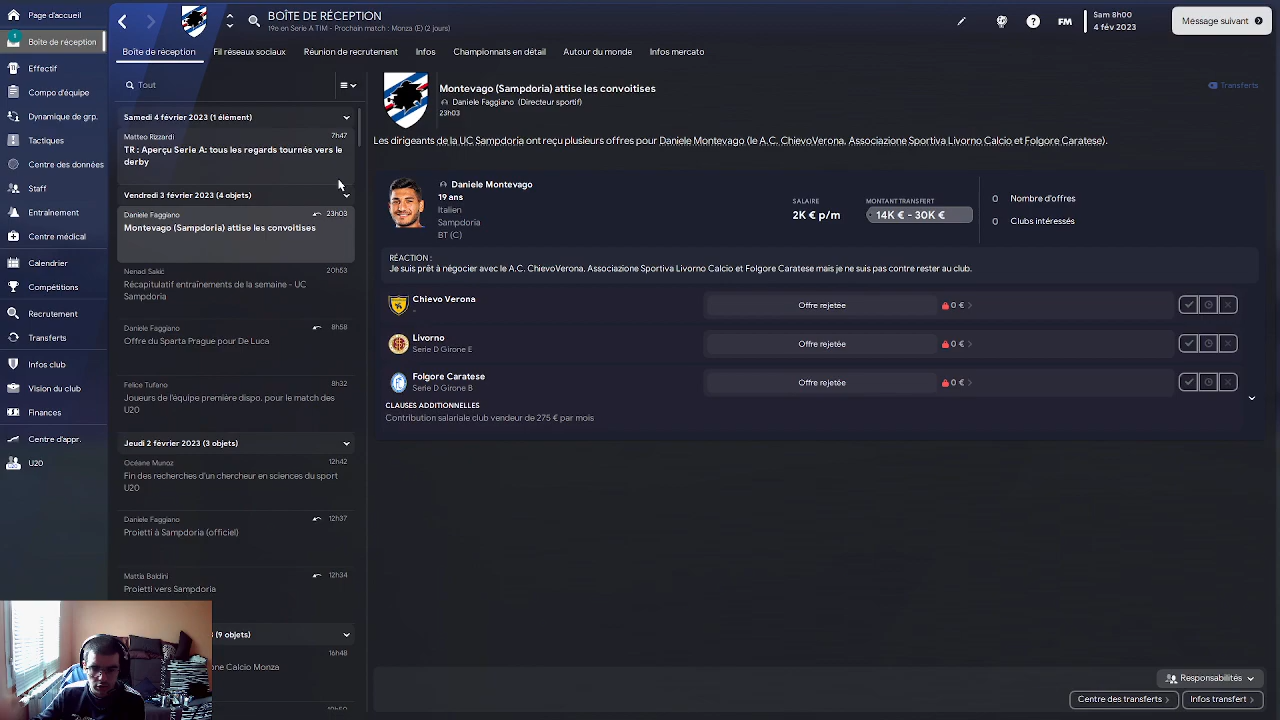 Page d'accueil
Boîte de réception
Effectif
Compo d'équipe
Dynamique de gr.
Tactiques
Centre des données
Staff
Entraînement
Centre médical
Calendrier
Compétitions
Recrutement
Transferts
Infos club
Vision du club
Finances
Centre d'appr.
U20
BOÎTE DE RÉCEPTION
19e en Serie A TIM - Prochain match : Monza (E) (2 jours)
FM
Sam 8h00
4 fév 2023
Message suivant
Boîte de réception
Fil réseaux sociaux
Réunion de recrutement
Infos
Championnats en détail
Autour du monde
Infos mercato
Tout
Samedi 4 février 2023 (1 élément)
Matteo Rizzardi 7h47
TR : Aperçu Serie A: tous les regards tournés vers le
derby
Vendredi 3 février 2023 (4 objets)
Daniele Faggiano 23h03
Montevago (Sampdoria) attise les convoitises
Nenad Sakić 20h53
Récapitulatif entraînements de la semaine - UC
Sampdoria
Daniele Faggiano 8h58
Offre du Sparta Prague pour De Luca
Felice Tufano 8h32
Joueurs de l'équipe première dispo. pour le match des
U20
Jeudi 2 février 2023 (3 objets)
Océane Munoz 12h42
Fin des recherches d'un chercheur en sciences du sport
U20
Daniele Faggiano 12h37
Proietti à Sampdoria (officiel)
Mattia Baldini 12h34
Proietti vers Sampdoria
(9 objets)
16h48
ne Calcio Monza
Montevago (Sampdoria) attise les convoitises
Daniele Faggiano (Directeur sportif)
23h03
Transferts
Les dirigeants de la UC Sampdoria ont reçu plusieurs offres pour Daniele Montevago (le A.C. ChievoVerona, Associazione Sportiva Livorno Calcio et Folgore Caratese).
Daniele Montevago
19 ans
Italien
Sampdoria
BT (C)
SALAIRE
2K € p/m
MONTANT TRANSFERT
14K € - 30K €
0 Nombre d'offres
0 Clubs intéressés
RÉACTION :
Je suis prêt à négocier avec le A.C. ChievoVerona, Associazione Sportiva Livorno Calcio et Folgore Caratese mais je ne suis pas contre rester au club.
Chievo Verona
-
Offre rejetée 0 €
Livorno
Serie D Girone E
Offre rejetée 0 €
Folgore Caratese
Serie D Girone B
Offre rejetée 0 €
CLAUSES ADDITIONNELLES
Contribution salariale club vendeur de 275 € par mois
Responsabilités
Centre des transferts
Infos transfert